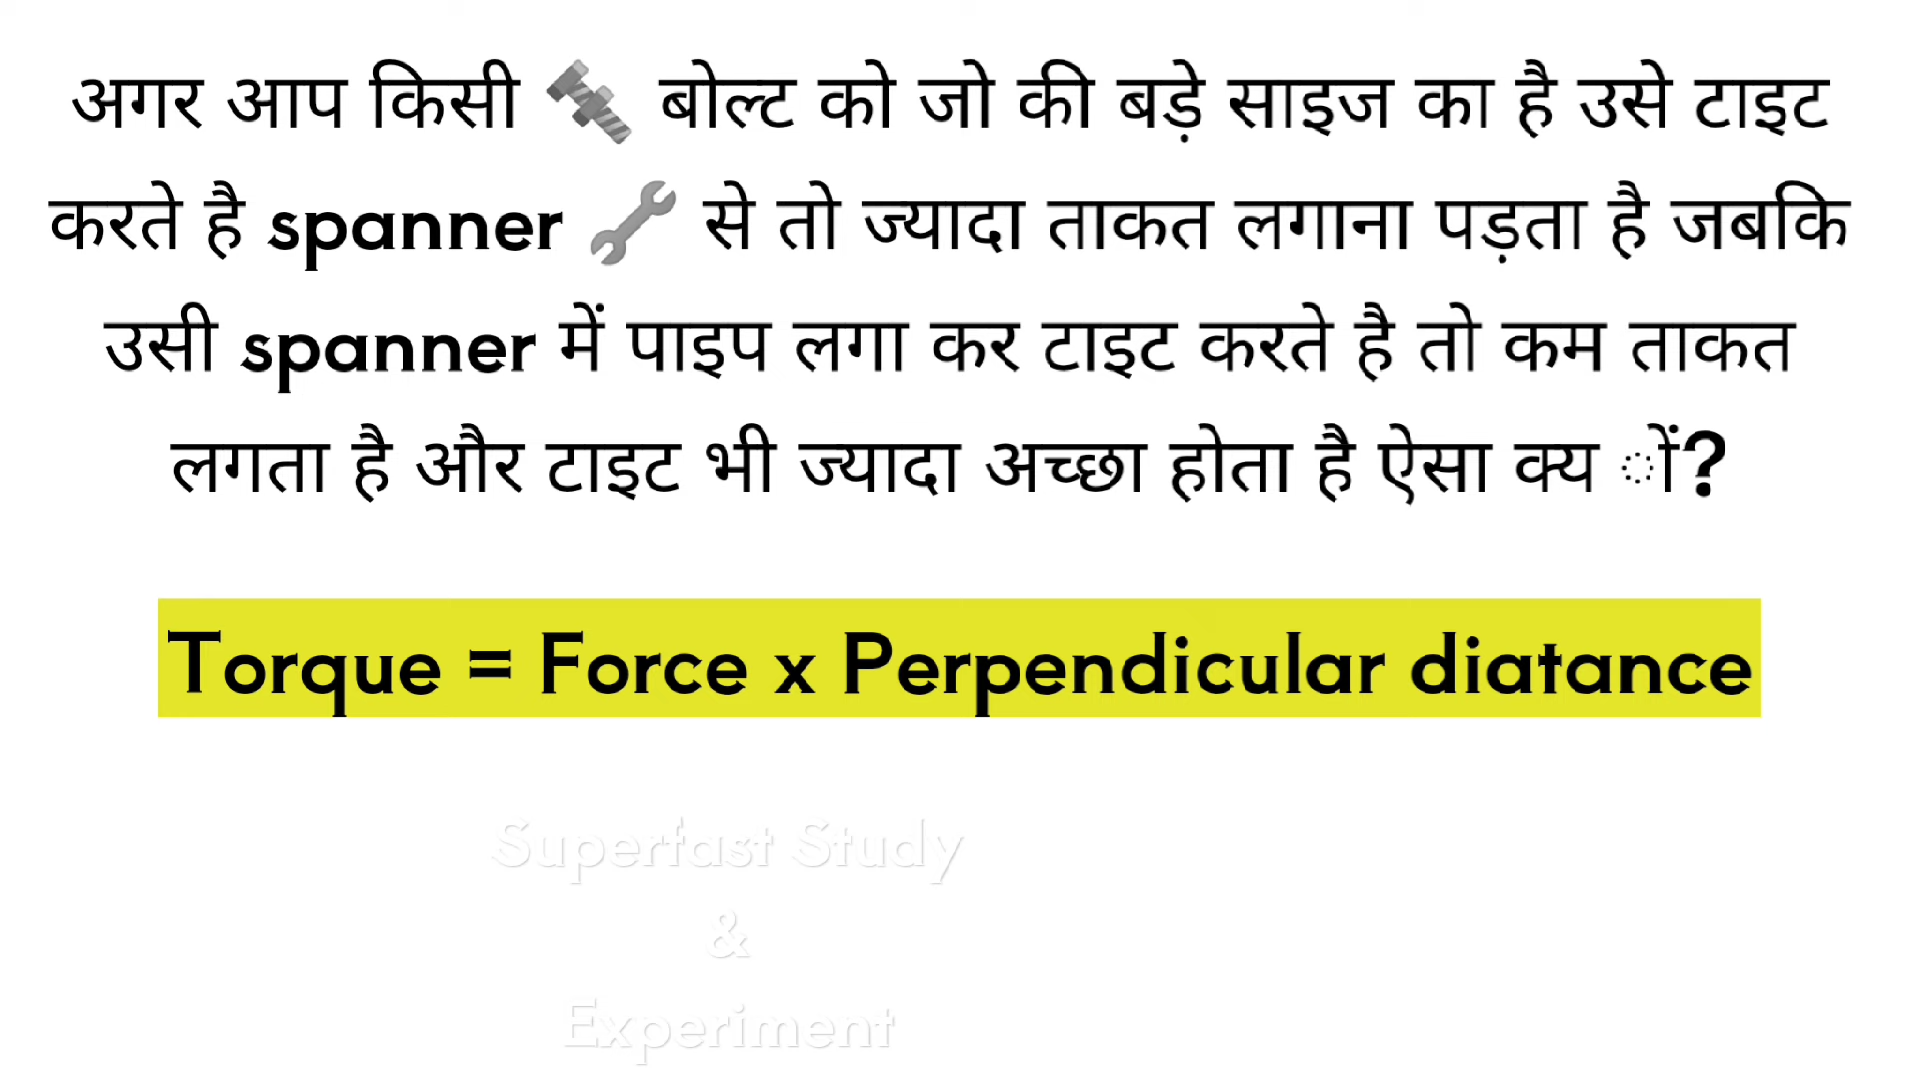 अगर आप किसी 🔩 बोल्ट को जो की बड़े साइज का है उसे टाइट
करते है spanner 🔧 से तो ज्यादा ताकत लगाना पड़ता है जबकि
उसी spanner में पाइप लगा कर टाइट करते है तो कम ताकत
लगता है और टाइट भी ज्यादा अच्छा होता है ऐसा क्य ों?
Torque = Force x Perpendicular diatance
Superfast Study
&
Experiment